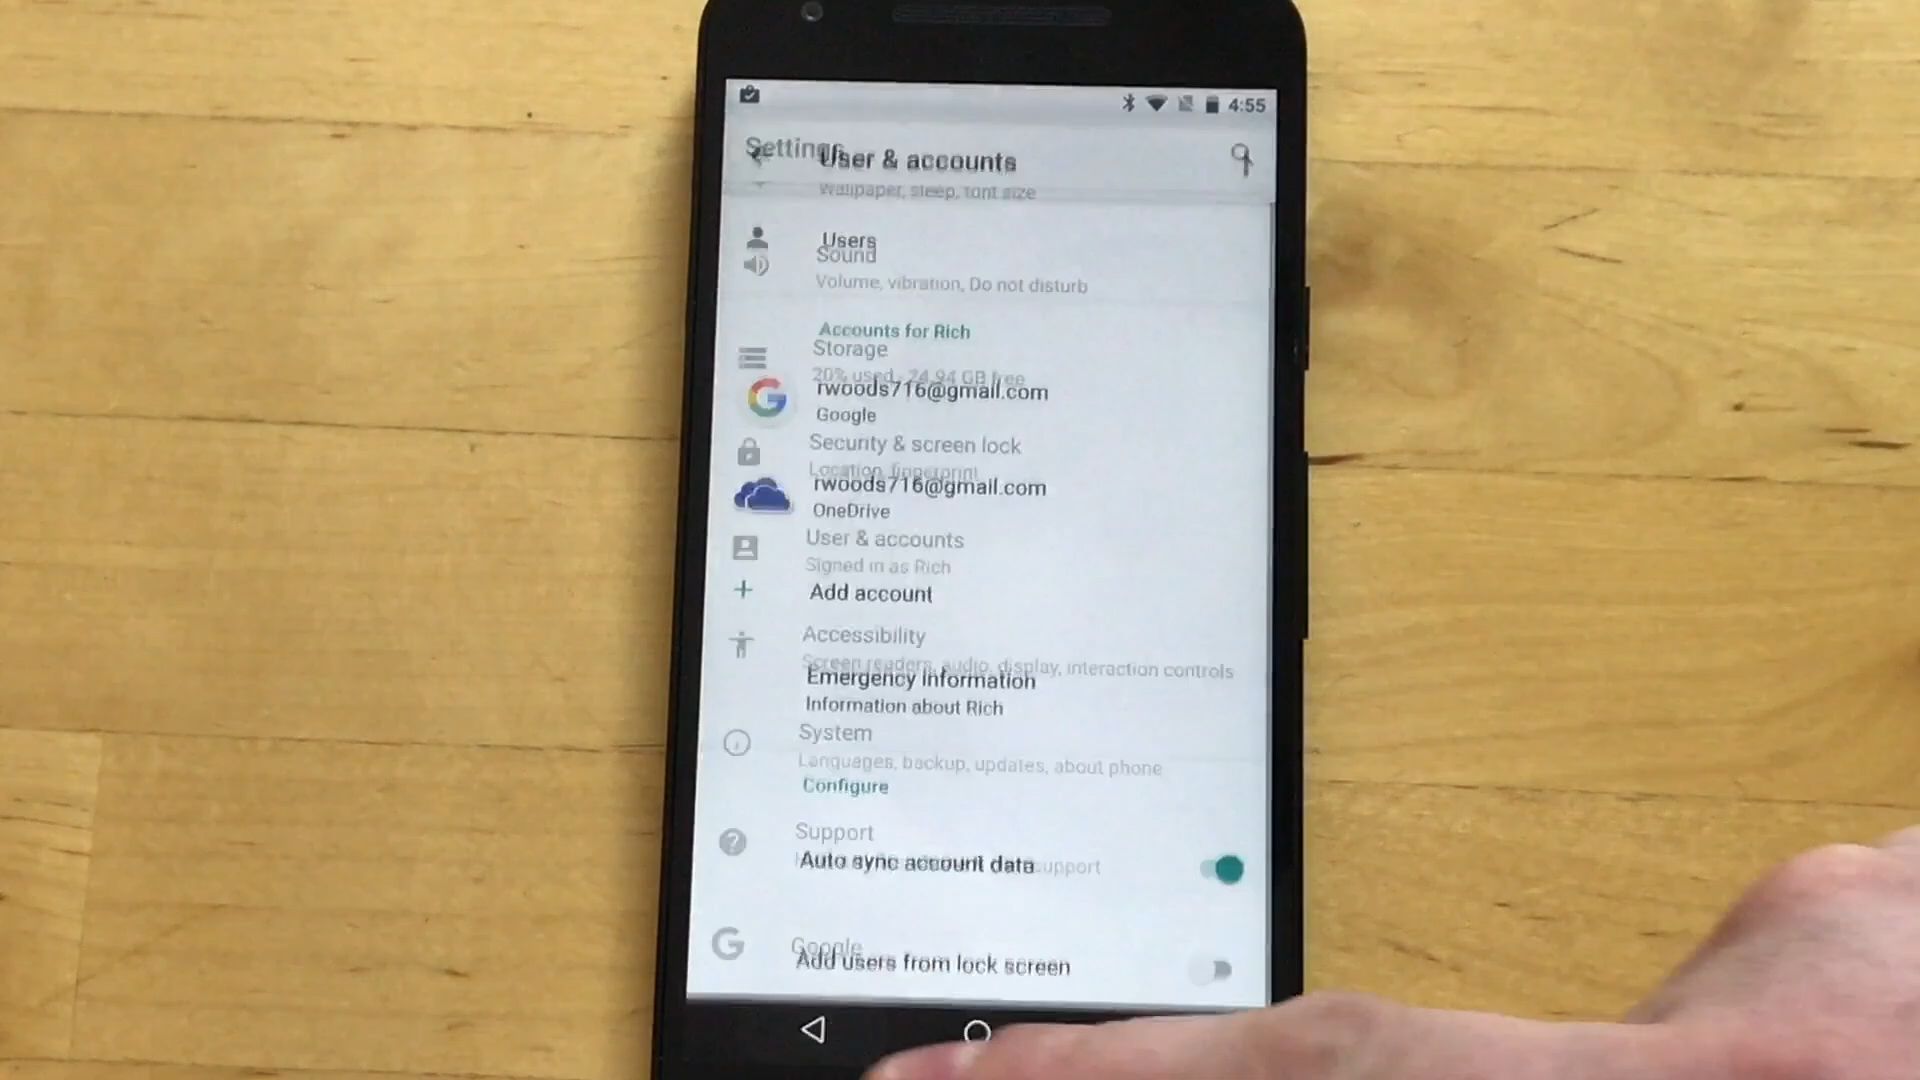 4:55
Settings
User & accounts
Wallpaper, sleep, font size
Users
Sound
Volume, vibration, Do not disturb
Accounts for Rich
Storage
20% used - 24.94 GB free
rwoods716@gmail.com
Google
Security & screen lock
Location, fingerprint
rwoods716@gmail.com
OneDrive
User & accounts
Signed in as Rich
Add account
Accessibility
Screen readers, audio, display, interaction controls
Emergency information
Information about Rich
System
Languages, backup, updates, about phone
Configure
Support
Auto sync account data
support
Google
Add users from lock screen